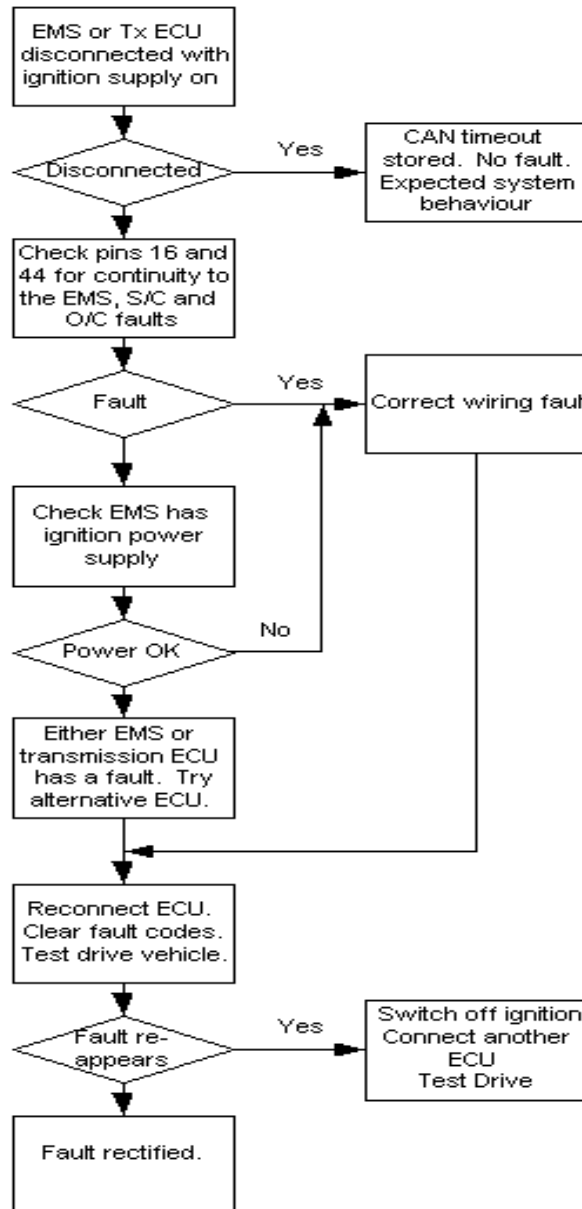 EMS or Tx ECU
disconnected with
ignition supply on
Disconnected
Yes
CAN timeout
stored. No fault.
Expected system
behaviour
Check pins 16 and
44 for continuity to
the EMS, S/C and
O/C faults
Fault
Yes
Correct wiring fault
Check EMS has
ignition power
supply
Power OK
No
Either EMS or
transmission ECU
has a fault. Try
alternative ECU.
Reconnect ECU.
Clear fault codes.
Test drive vehicle.
Fault re-
appears
Yes
Switch off ignition
Connect another
ECU
Test Drive
Fault rectified.